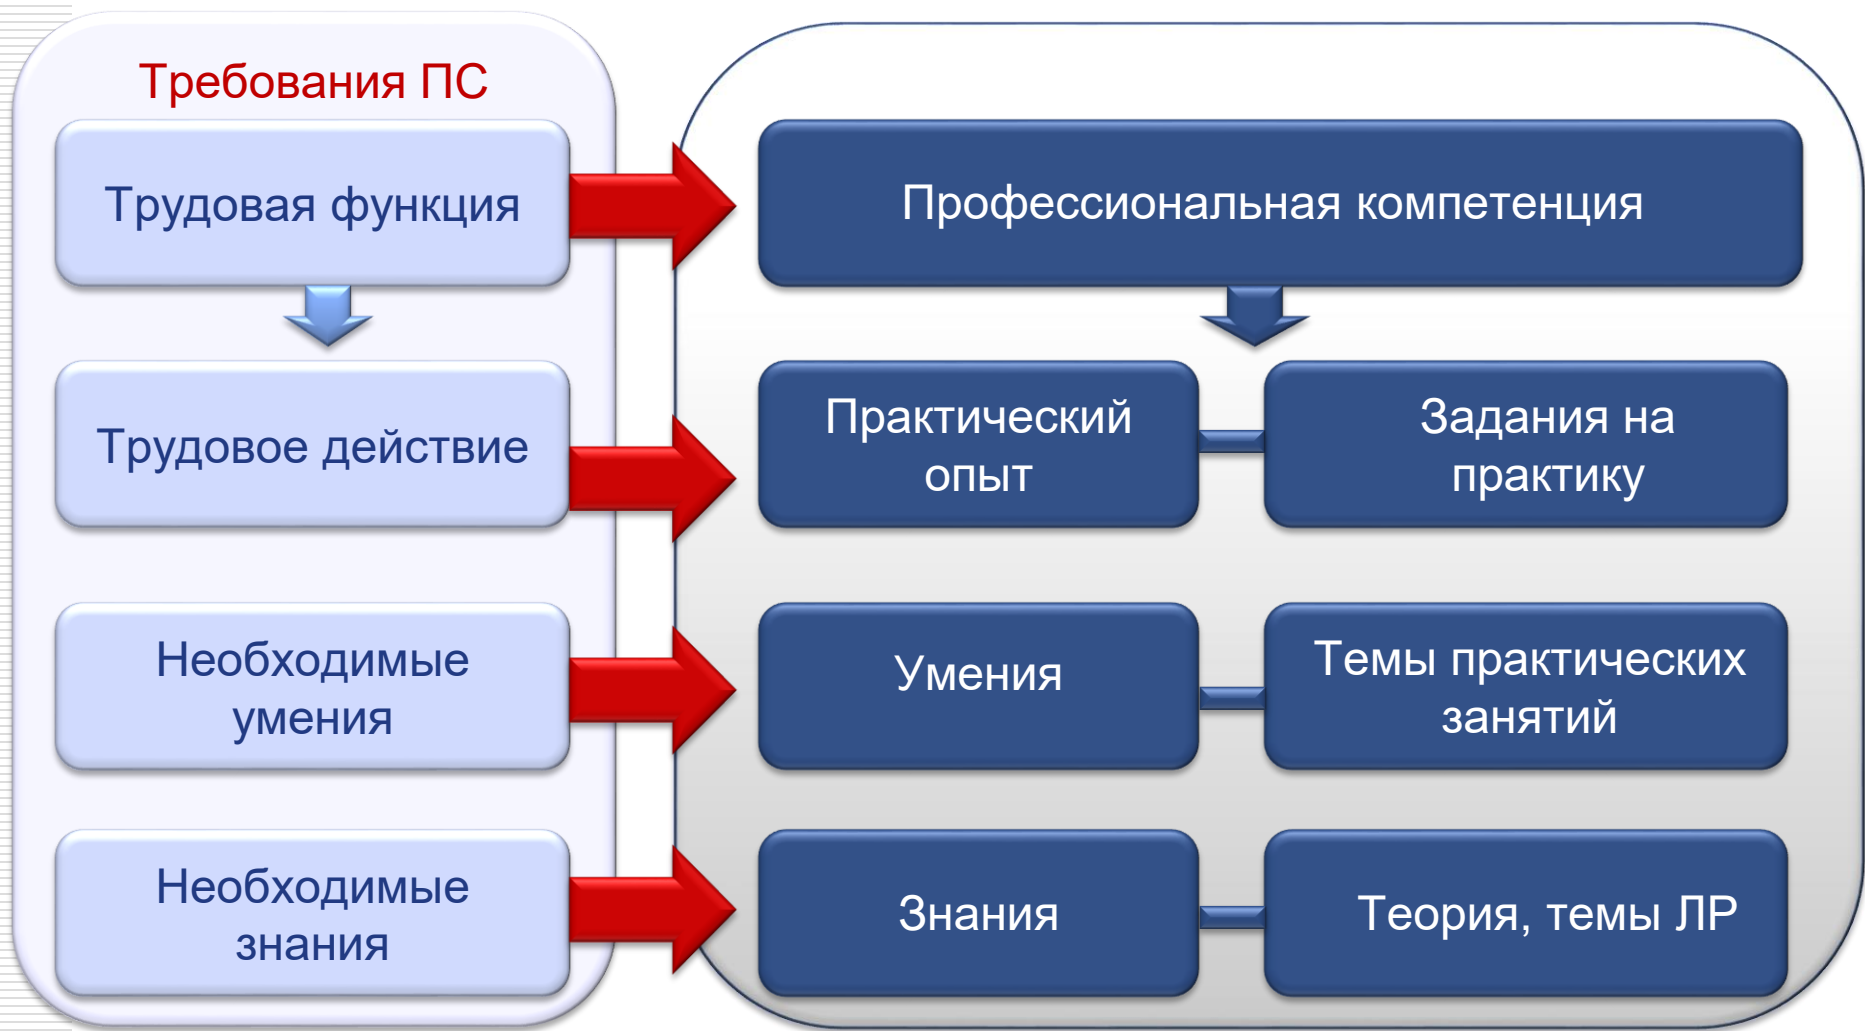 Требования ПС
Трудовая функция
Профессиональная компетенция
Трудовое действие
Практический
опыт
Задания на
практику
Необходимые
умения
Умения
Темы практических
занятий
Необходимые
знания
Знания
Теория, темы ЛР